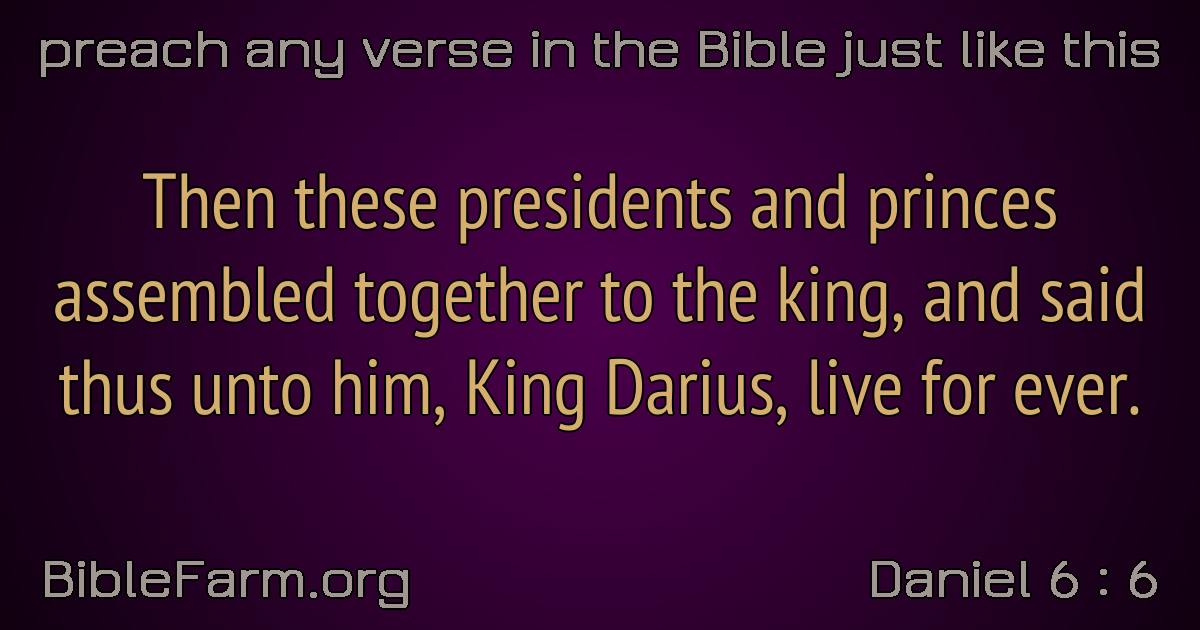 preach any verse in the Bible just like this
Then these presidents and princes
assembled together to the king, and said
thus unto him, King Darius, live for ever.
BibleFarm.org
Daniel 6 : 6